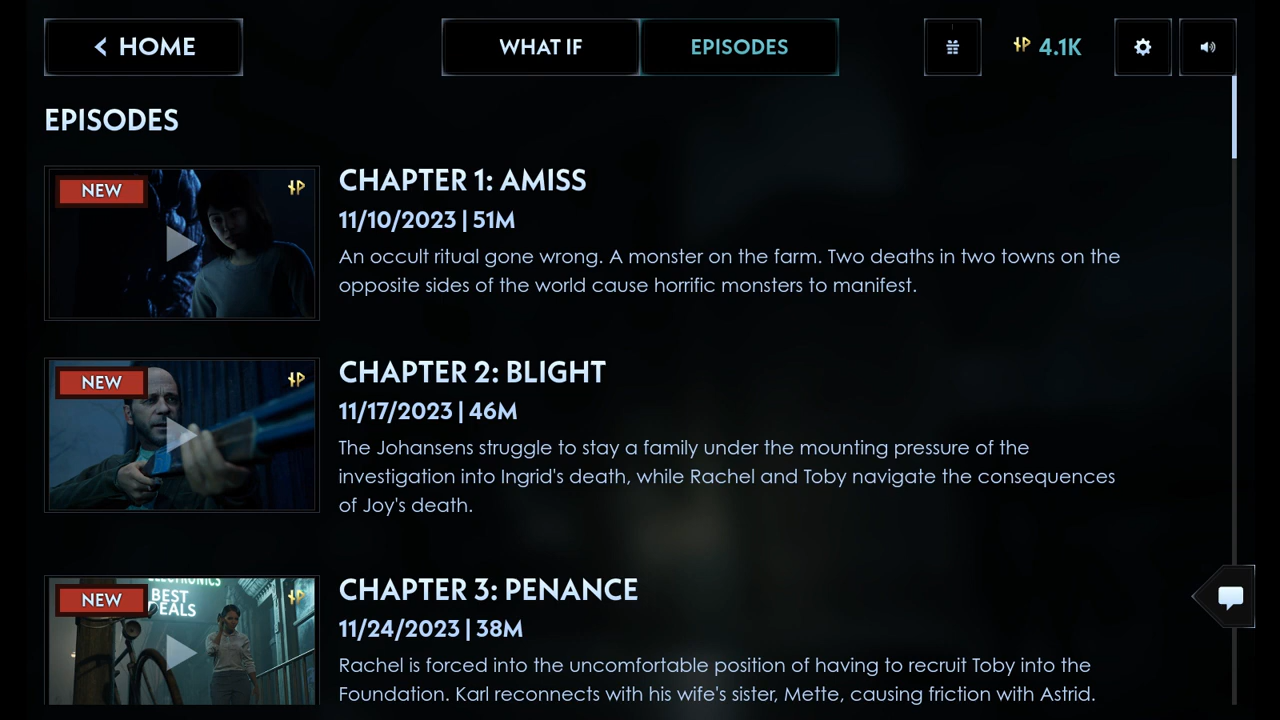 HOME
WHAT IF
EPISODES
4.1K
EPISODES
NEW
CHAPTER 1: AMISS
11/10/2023 | 51M
An occult ritual gone wrong. A monster on the farm. Two deaths in two towns on the
opposite sides of the world cause horrific monsters to manifest.
NEW
CHAPTER 2: BLIGHT
11/17/2023 | 46M
The Johansens struggle to stay a family under the mounting pressure of the
investigation into Ingrid's death, while Rachel and Toby navigate the consequences
of Joy's death.
NEW
ELECTRONICS
BEST
DEALS
CHAPTER 3: PENANCE
11/24/2023 | 38M
Rachel is forced into the uncomfortable position of having to recruit Toby into the
Foundation. Karl reconnects with his wife's sister, Mette, causing friction with Astrid.